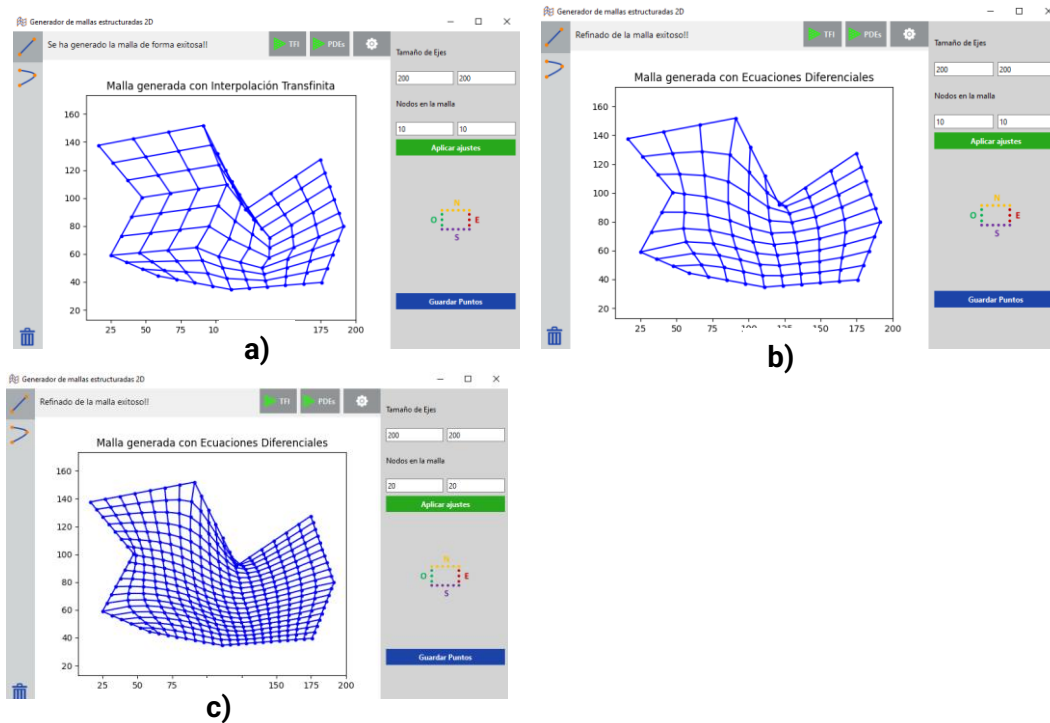 Generador de mallas estructuradas 2D
Se ha generado la malla de forma exitosa!!
TFI
PDEs
Tamaño de Ejes
200 200
Nodos en la malla
10 10
Aplicar ajustes
N
O E
S
Guardar Puntos
Malla generada con Interpolación Transfinita
160
140
120
100
80
60
40
20
25 50 75 10 175 200
a)
Generador de mallas estructuradas 2D
Refinado de la malla exitoso!!
TFI
PDEs
Tamaño de Ejes
200 200
Nodos en la malla
10 10
Aplicar ajustes
N
O E
S
Guardar Puntos
Malla generada con Ecuaciones Diferenciales
160
140
120
100
80
60
40
20
25 50 75 100 125 150 175 200
b)
Generador de mallas estructuradas 2D
Refinado de la malla exitoso!!
TFI
PDEs
Tamaño de Ejes
200 200
Nodos en la malla
20 20
Aplicar ajustes
N
O E
S
Guardar Puntos
Malla generada con Ecuaciones Diferenciales
160
140
120
100
80
60
40
20
25 50 75 175 200
c)